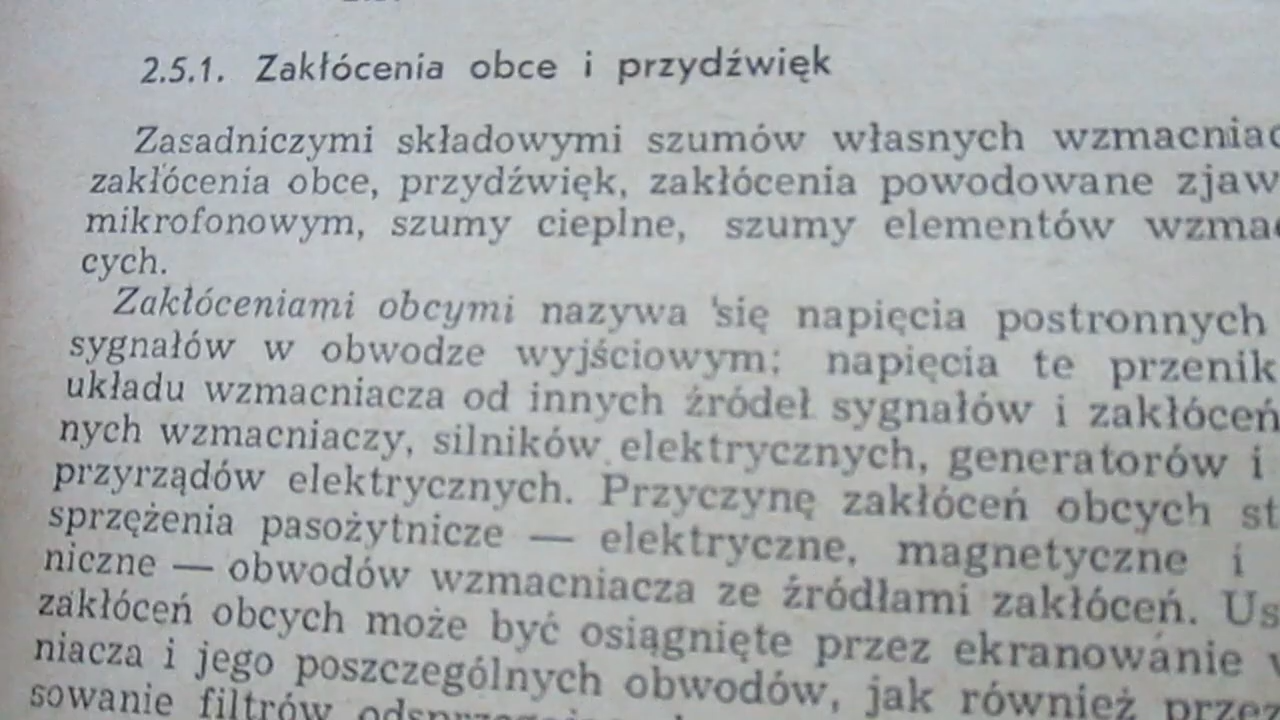 2.5.1. Zakłócenia obce i przydźwięk
Zasadniczymi składowymi szumów własnych wzmacniac
zakłócenia obce, przydźwięk, zakłócenia powodowane zjaw
mikrofonowym, szumy cieplne, szumy elementów wzmac
cych.
Zakłóceniami obcymi nazywa się napięcia postronnych
sygnałów w obwodze wyjściowym; napięcia te przenik
układu wzmacniacza od innych źródeł sygnałów i zakłóceń
nych wzmacniaczy, silników elektrycznych, generatorów i
przyrządów elektrycznych. Przyczynę zakłóceń obcych st
sprzężenia pasożytnicze — elektryczne, magnetyczne i
niczne — obwodów wzmacniacza ze źródłami zakłóceń. Us
zakłóceń obcych może być osiągnięte przez ekranowanie
niacza i jego poszczególnych obwodów, jak również przez
sowanie filtrów